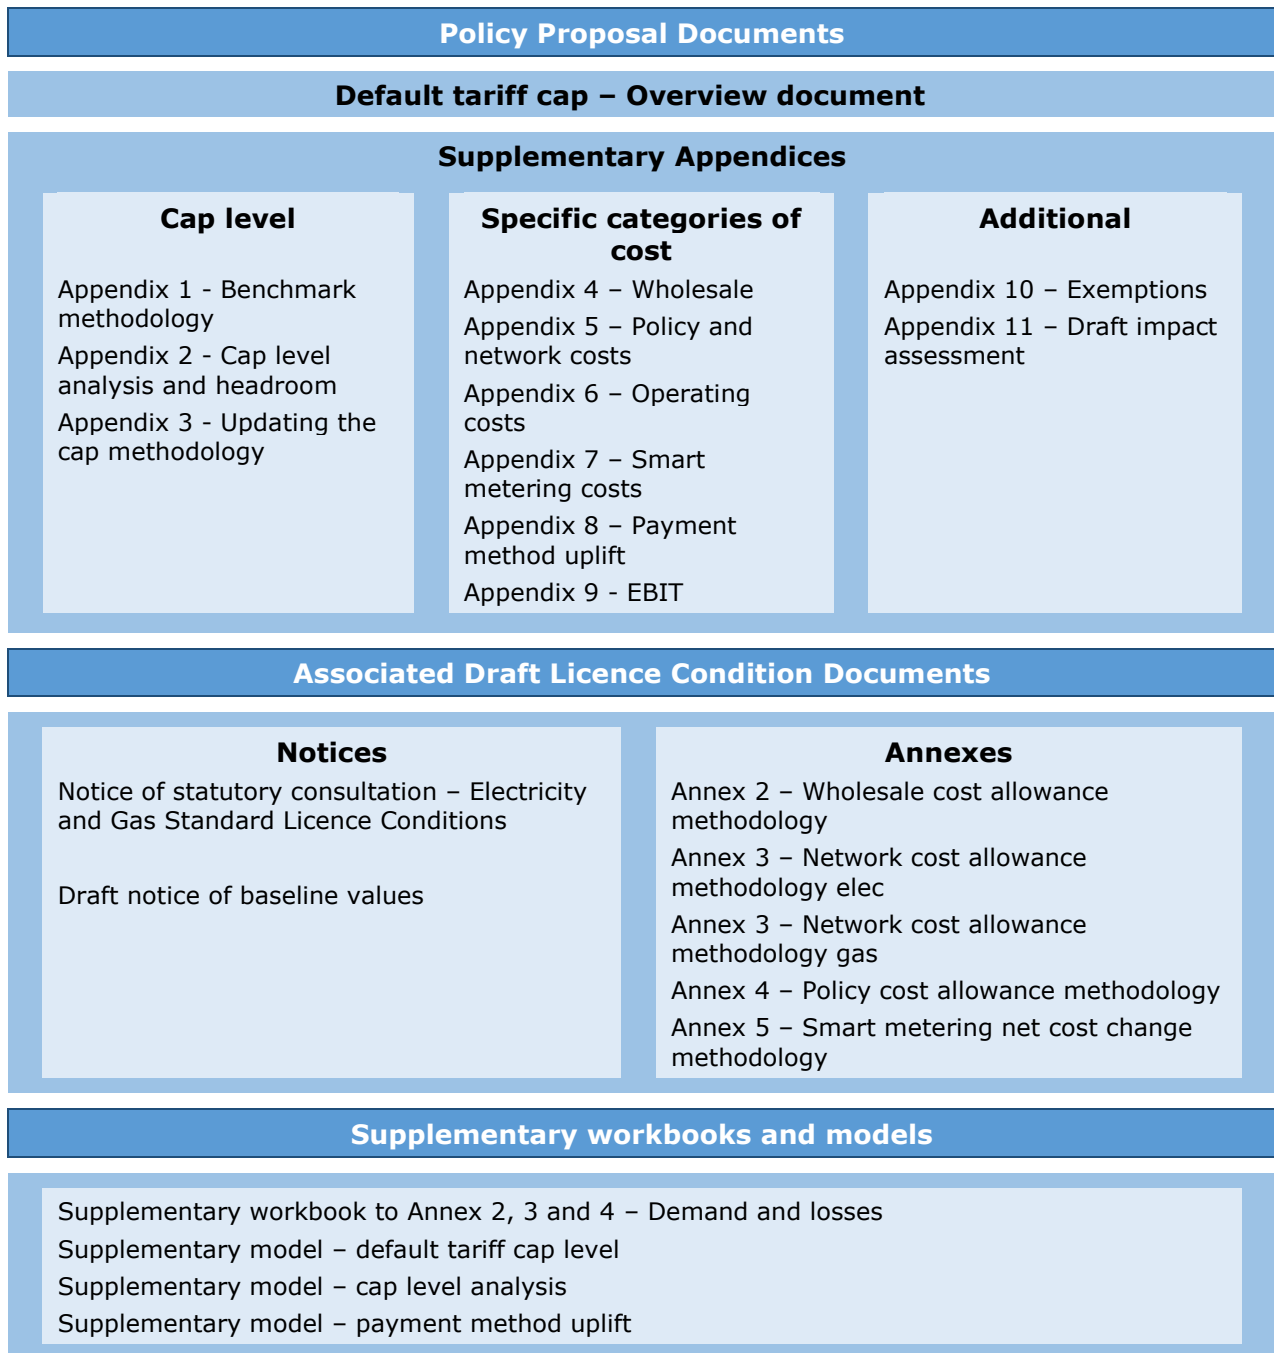 Policy Proposal Documents
Default tariff cap – Overview document
Supplementary Appendices
Cap level
Appendix 1 - Benchmark
methodology
Appendix 2 - Cap level
analysis and headroom
Appendix 3 - Updating the
cap methodology
Specific categories of
cost
Appendix 4 – Wholesale
Appendix 5 – Policy and
network costs
Appendix 6 – Operating
costs
Appendix 7 – Smart
metering costs
Appendix 8 – Payment
method uplift
Appendix 9 - EBIT
Additional
Appendix 10 – Exemptions
Appendix 11 – Draft impact
assessment
Associated Draft Licence Condition Documents
Notices
Notice of statutory consultation – Electricity
and Gas Standard Licence Conditions
Draft notice of baseline values
Annexes
Annex 2 – Wholesale cost allowance
methodology
Annex 3 – Network cost allowance
methodology elec
Annex 3 – Network cost allowance
methodology gas
Annex 4 – Policy cost allowance methodology
Annex 5 – Smart metering net cost change
methodology
Supplementary workbooks and models
Supplementary workbook to Annex 2, 3 and 4 – Demand and losses
Supplementary model – default tariff cap level
Supplementary model – cap level analysis
Supplementary model – payment method uplift